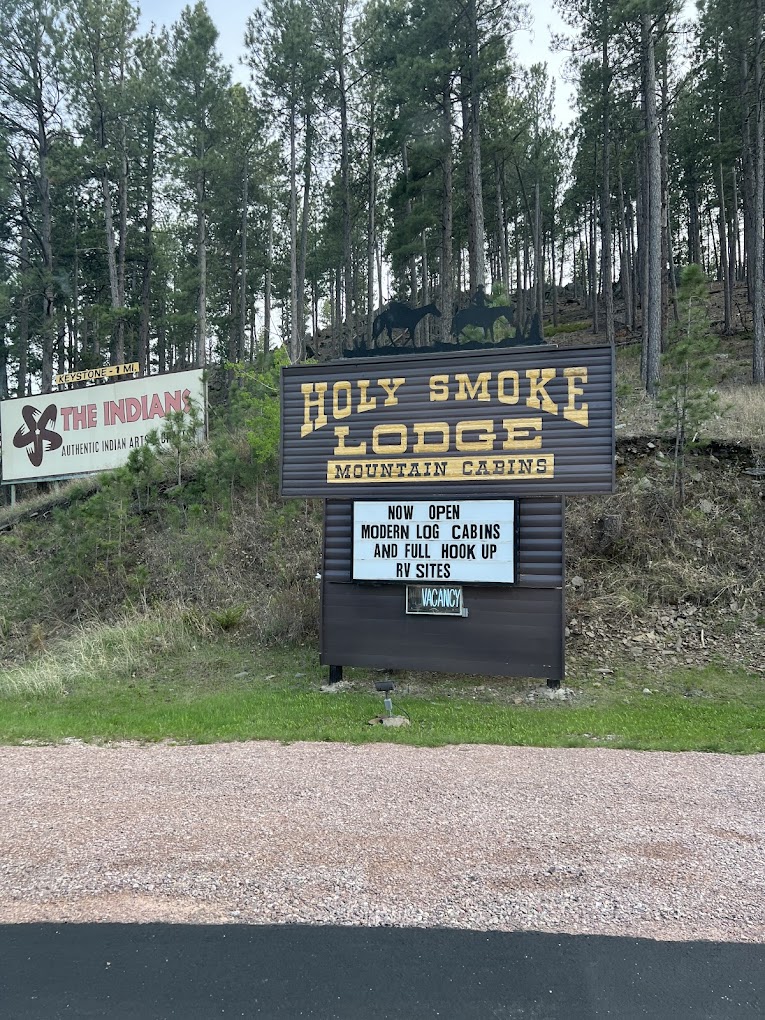 KEYSTONE - 1 MI.
THE INDIANS
AUTHENTIC INDIAN ARTS
HOLY SMOKE
LODGE
MOUNTAIN CABINS
NOW OPEN
MODERN LOG CABINS
AND FULL HOOK UP
RV SITES
VACANCY